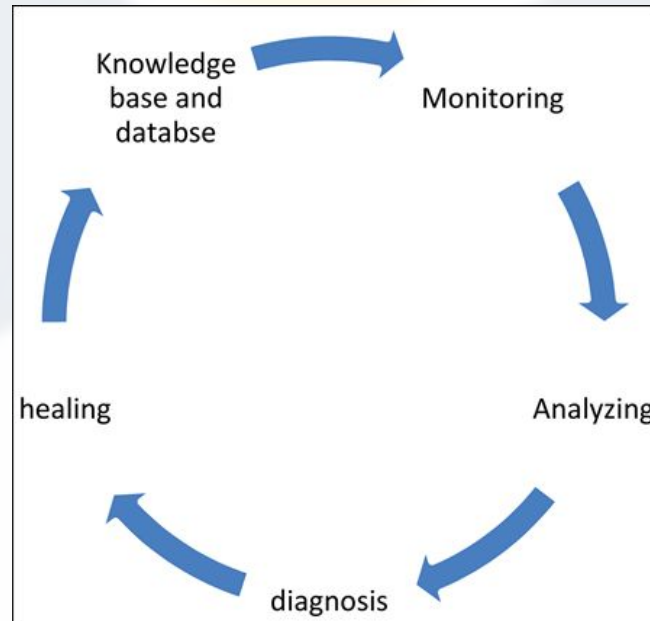 Knowledge
base and
databse
Monitoring
Analyzing
diagnosis
healing